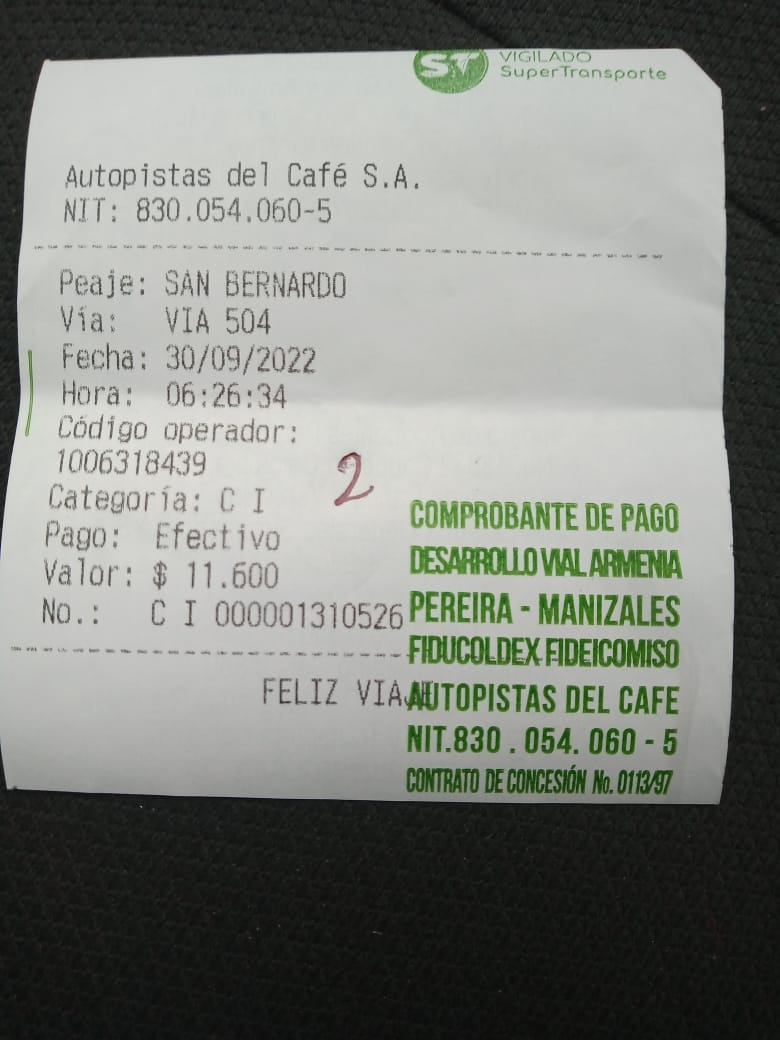 ST VIGILADO
SuperTransporte
Autopistas del Café S.A.
NIT: 830.054.060-5
Peaje: SAN BERNARDO
Vía: VIA 504
Fecha: 30/09/2022
Hora: 06:26:34
Código operador:
1006318439
Categoría: C I
2
Pago: Efectivo
Valor: $ 11.600
No.: C I 000001310526
FELIZ VIAJE
COMPROBANTE DE PAGO
DESARROLLO VIAL ARMENIA
PEREIRA - MANIZALES
FIDUCOLDEX FIDEICOMISO
AUTOPISTAS DEL CAFE
NIT.830 . 054. 060 - 5
CONTRATO DE CONCESIÓN No. 0113/97